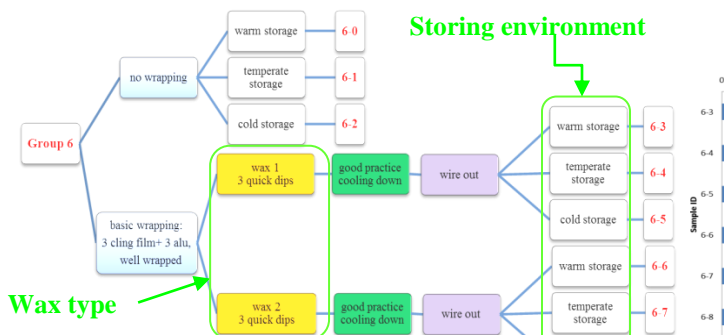 Storing environment
warm storage
6-0
no wrapping
temperate
storage
6-1
cold storage
6-2
Group 6
warm storage
6-3
wax 1
3 quick dips
good practice
cooling down
wire out
temperate
storage
6-4
cold storage
6-5
basic wrapping:
3 cling film+ 3 alu,
well wrapped
warm storage
6-6
Wax type
wax 2
3 quick dips
good practice
cooling down
wire out
temperate
storage
6-7
0
6-3
6-4
6-5
6-6
6-7
6-8
Sample ID